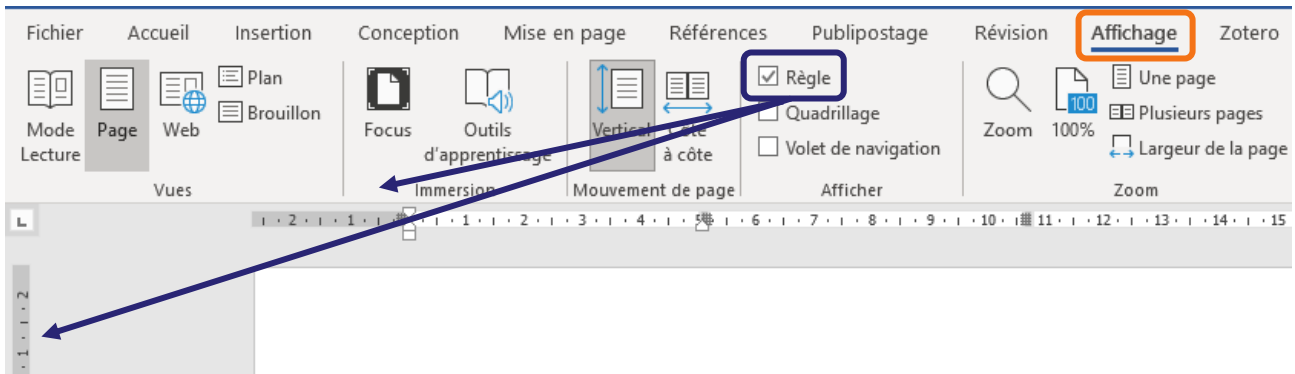 Fichier Accueil Insertion Conception Mise en page Références Publipostage Révision Affichage Zotero
Mode Lecture
Page
Web
Plan
Brouillon
Vues
Focus
Outils d'apprentissage
Immersion
Vertical
Côte à côte
Mouvement de page
Règle
Quadrillage
Volet de navigation
Afficher
Zoom
100
100%
Une page
Plusieurs pages
Largeur de la page
Zoom
L
2 1 1 2 3 4 5 6 7 8 9 10 11 12 13 14 15
2
1